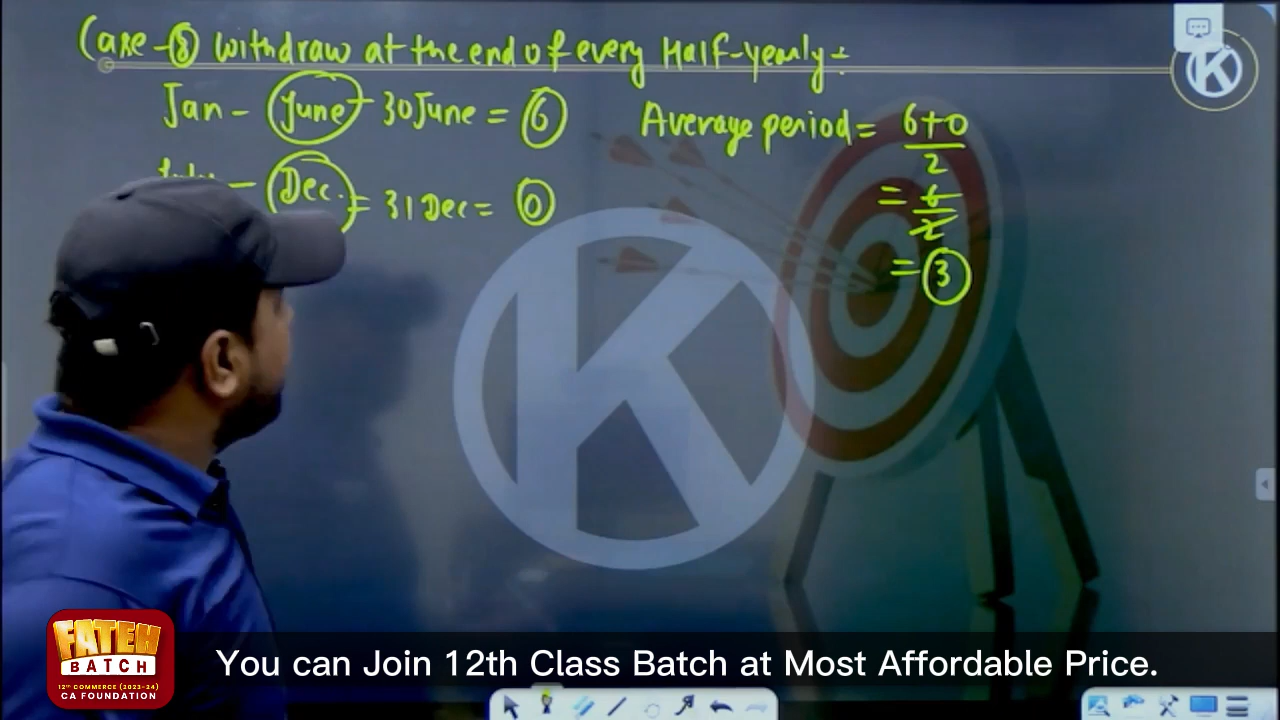 Case - 8 Withdraw at the end of every Half-yearly :-
Jan - June - 30 June = 6
- Dec. = 31 Dec = 0
Average period = 6+0
2
= 6
2
= 3
K
K
FATEH
BATCH
12th COMMERCE (2023-24)
CA FOUNDATION
You can Join 12th Class Batch at Most Affordable Price.